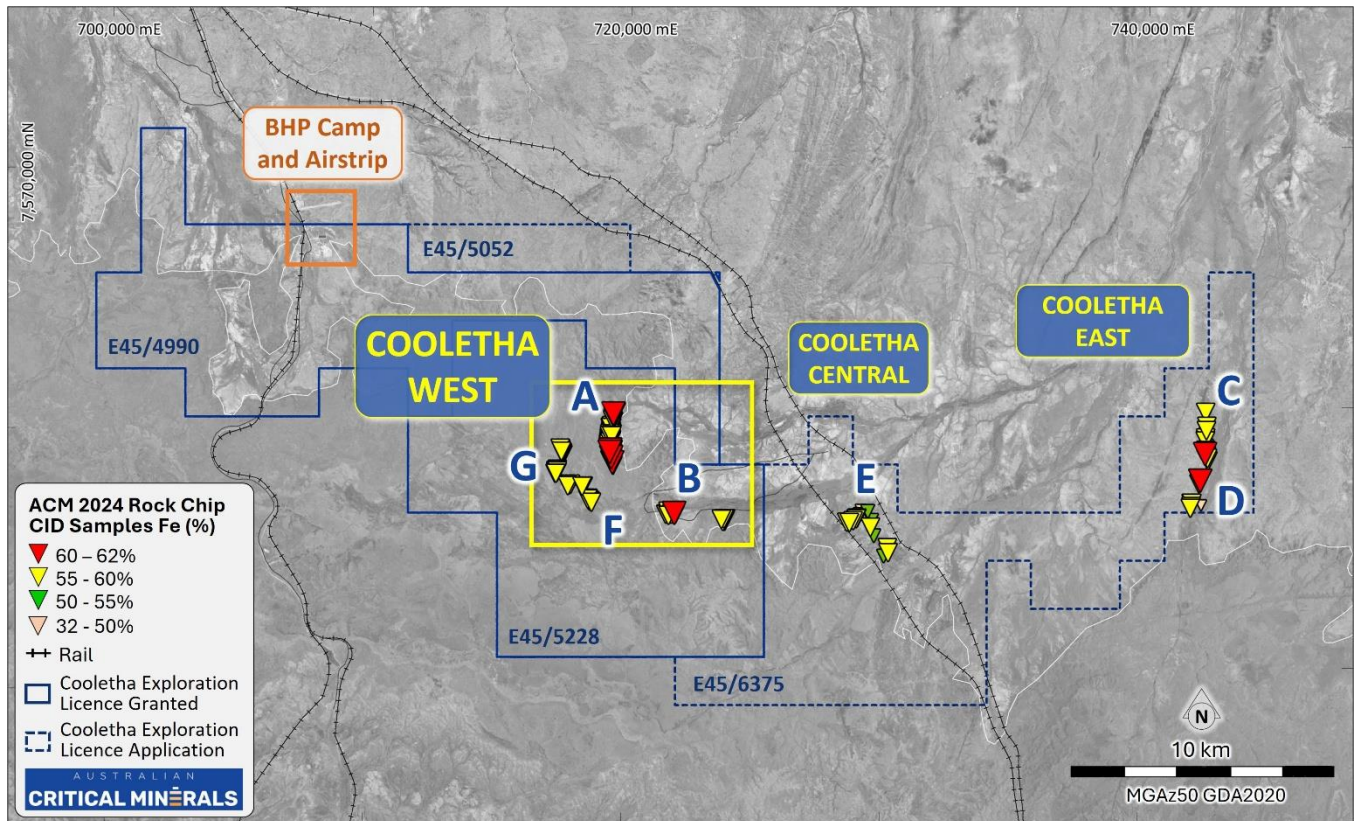 700,000 mE
720,000 mE
740,000 mE
7,570,000 mN
BHP Camp
and Airstrip
E45/5052
E45/4990
COOLETHA
WEST
COOLETHA
CENTRAL
COOLETHA
EAST
A
G
B
F
E
C
D
E45/5228
E45/6375
ACM 2024 Rock Chip
CID Samples Fe (%)
60 – 62%
55 - 60%
50 - 55%
32 - 50%
Rail
Cooletha Exploration
Licence Granted
Cooletha Exploration
Licence Application
AUSTRALIAN
CRITICAL MINERALS
N
10 km
MGAz50 GDA2020